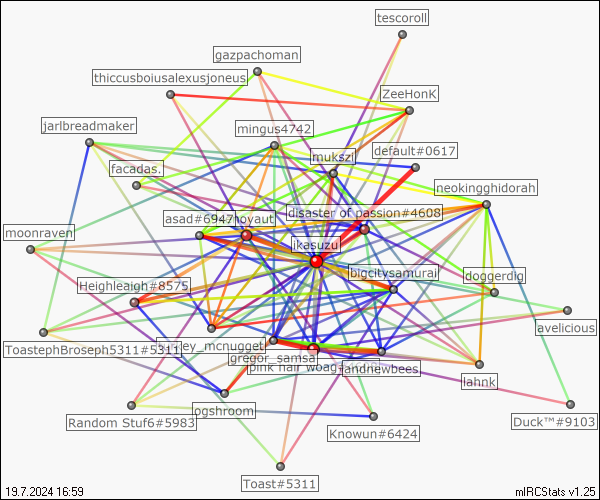 tescoroll
gazpachoman
thiccusboiusalexusjoneus
ZeeHonK
mingus4742
jarlbreadmaker
default#0617
mukszi
facadas.
neokingghidorah
disaster of passion#4608
asad#6947
hoyaut
moonraven
jkasuzu
bigcitysamurai
doggerdig
Heighleigh#8575
avelicious
ToastephBroseph5311#5311
ley_mcnugget
gregor_samsa
pink hair woag
landnewbees
lahnk
ogshroom
Random Stuf6#5983
Duck™#9103
Knowun#6424
Toast#5311
19.7.2024 16:59
mIRCStats v1.25